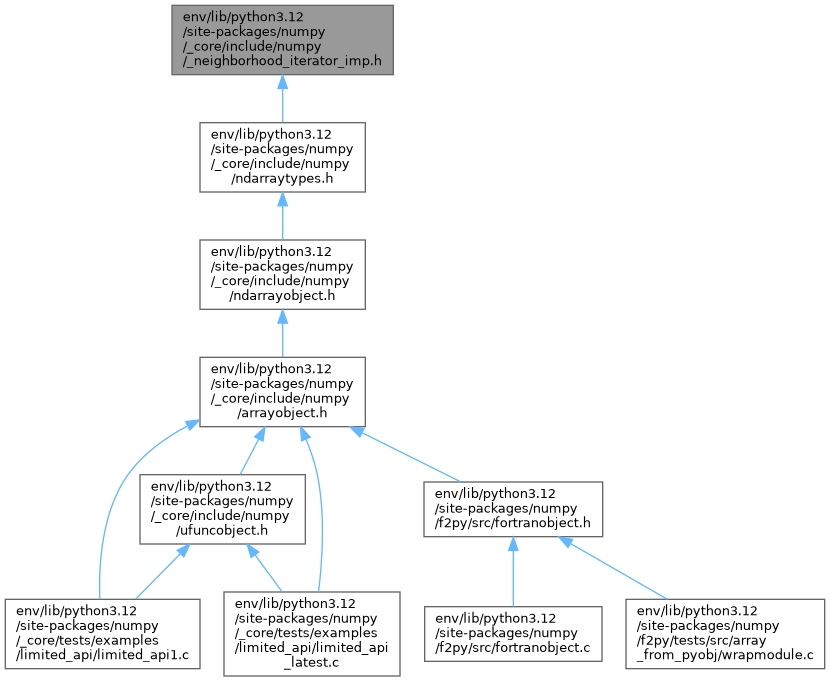 env/lib/python3.12
/site-packages/numpy
/_core/include/numpy
/_neighborhood_iterator_imp.h
env/lib/python3.12
/site-packages/numpy
/_core/include/numpy
/ndarraytypes.h
env/lib/python3.12
/site-packages/numpy
/_core/include/numpy
/ndarrayobject.h
env/lib/python3.12
/site-packages/numpy
/_core/include/numpy
/arrayobject.h
env/lib/python3.12
/site-packages/numpy
/_core/include/numpy
/ufuncobject.h
env/lib/python3.12
/site-packages/numpy
/f2py/src/fortranobject.h
env/lib/python3.12
/site-packages/numpy
/_core/tests/examples
/limited_api/limited_api1.c
env/lib/python3.12
/site-packages/numpy
/_core/tests/examples
/limited_api/limited_api
_latest.c
env/lib/python3.12
/site-packages/numpy
/f2py/src/fortranobject.c
env/lib/python3.12
/site-packages/numpy
/f2py/tests/src/array
_from_pyobj/wrapmodule.c